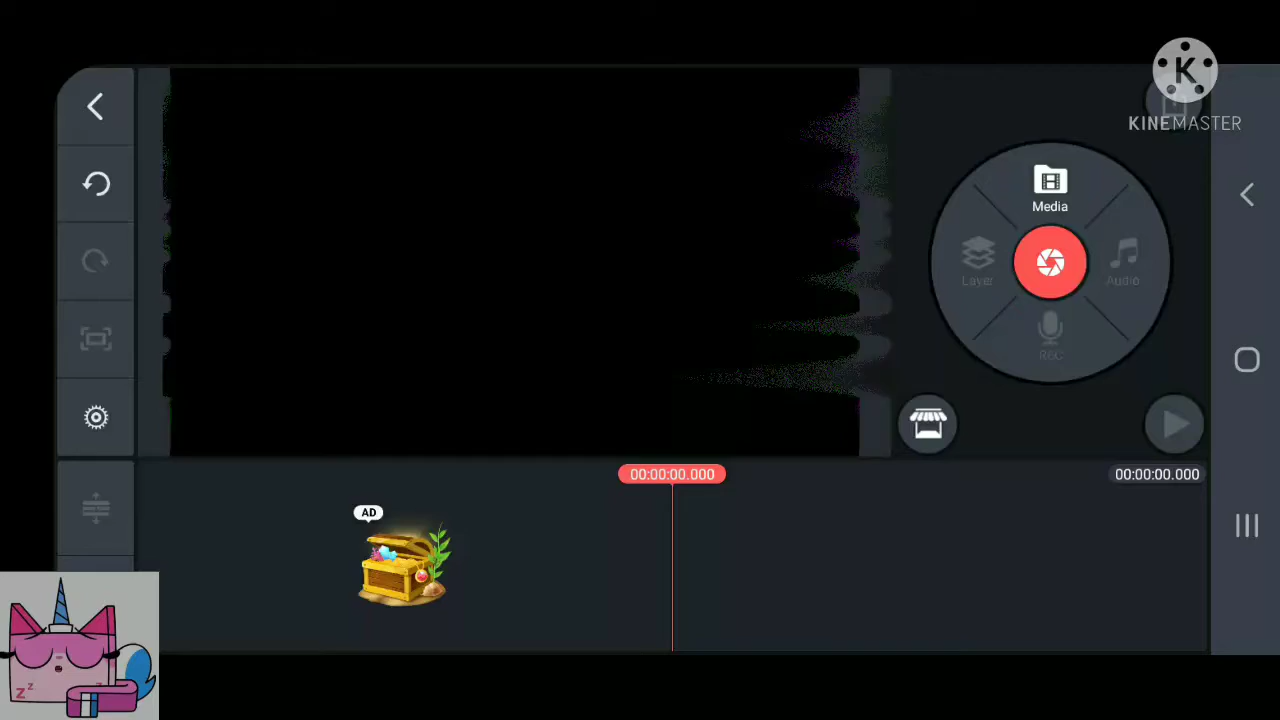 KINEMASTER
Media
Layer
Audio
REC
00:00:00.000
00:00:00.000
AD
z z